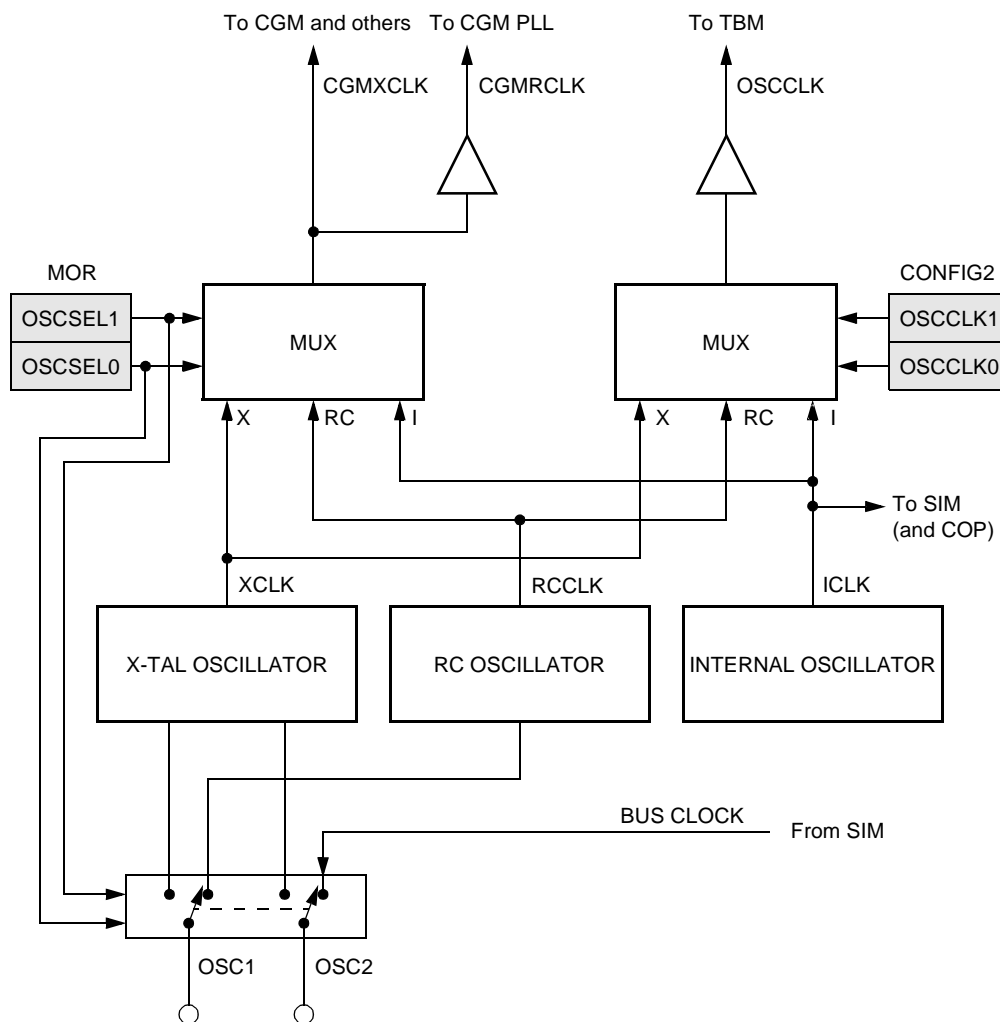 To CGM and others
To CGM PLL
To TBM
CGMXCLK
CGMRCLK
OSCCLK
MOR
CONFIG2
OSCSEL1
OSCSEL0
MUX
MUX
OSCCLK1
OSCCLK0
X
RC
I
X
RC
I
To SIM
(and COP)
XCLK
RCCLK
ICLK
X-TAL OSCILLATOR
RC OSCILLATOR
INTERNAL OSCILLATOR
BUS CLOCK
From SIM
OSC1
OSC2